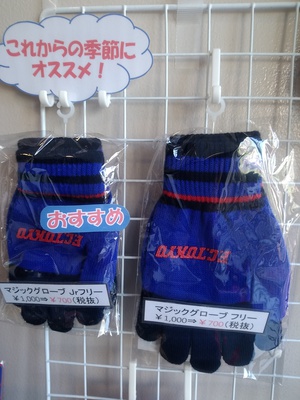 これからの季節に
オススメ！
おすすめ
F.C.TOKYO
マジックグローブ Jrフリー
￥1,000⇒￥700(税抜)
F.C.TOKYO
マジックグローブ フリー
￥1,000⇒￥700(税抜)